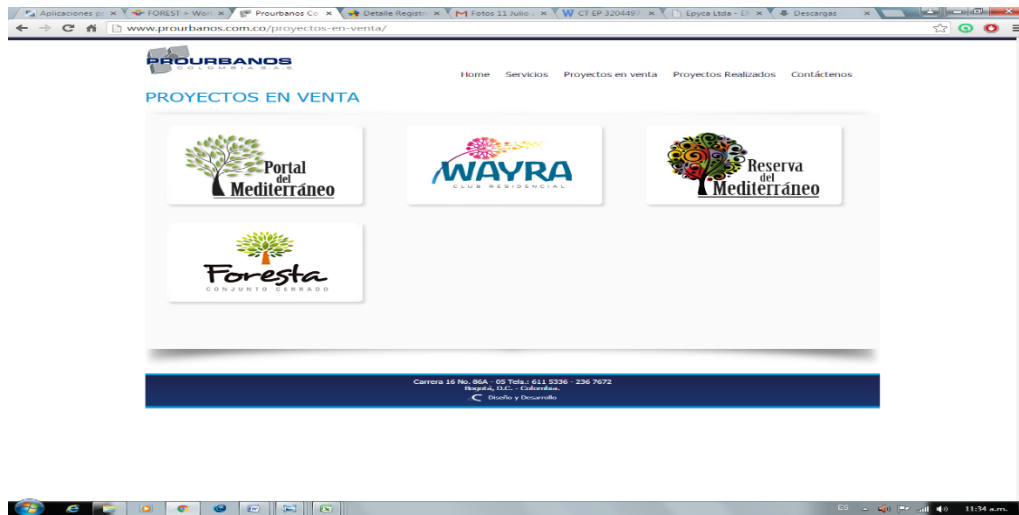 Aplicaciones pa
FOREST > Wor
Prourbanos Co
Detalle Registr
Fotos 11 Julio
CT EP 3204497
Epyca Ltda - E
Descargas
www.prourbanos.com.co/proyectos-en-venta/
PROURBANOS
COLOMBIA S.A.S
Home Servicios Proyectos en venta Proyectos Realizados Contáctenos
PROYECTOS EN VENTA
Portal
del
Mediterráneo
WAYRA
CLUB RESIDENCIAL
Reserva
del
Mediterráneo
Foresta
CONJUNTO CERRADO
Carrera 16 No. 86A - 05 Tels.: 611 5336 - 236 7672
Bogotá, D.C. - Colombia.
Diseño y Desarrollo
ES 11:34 a.m.